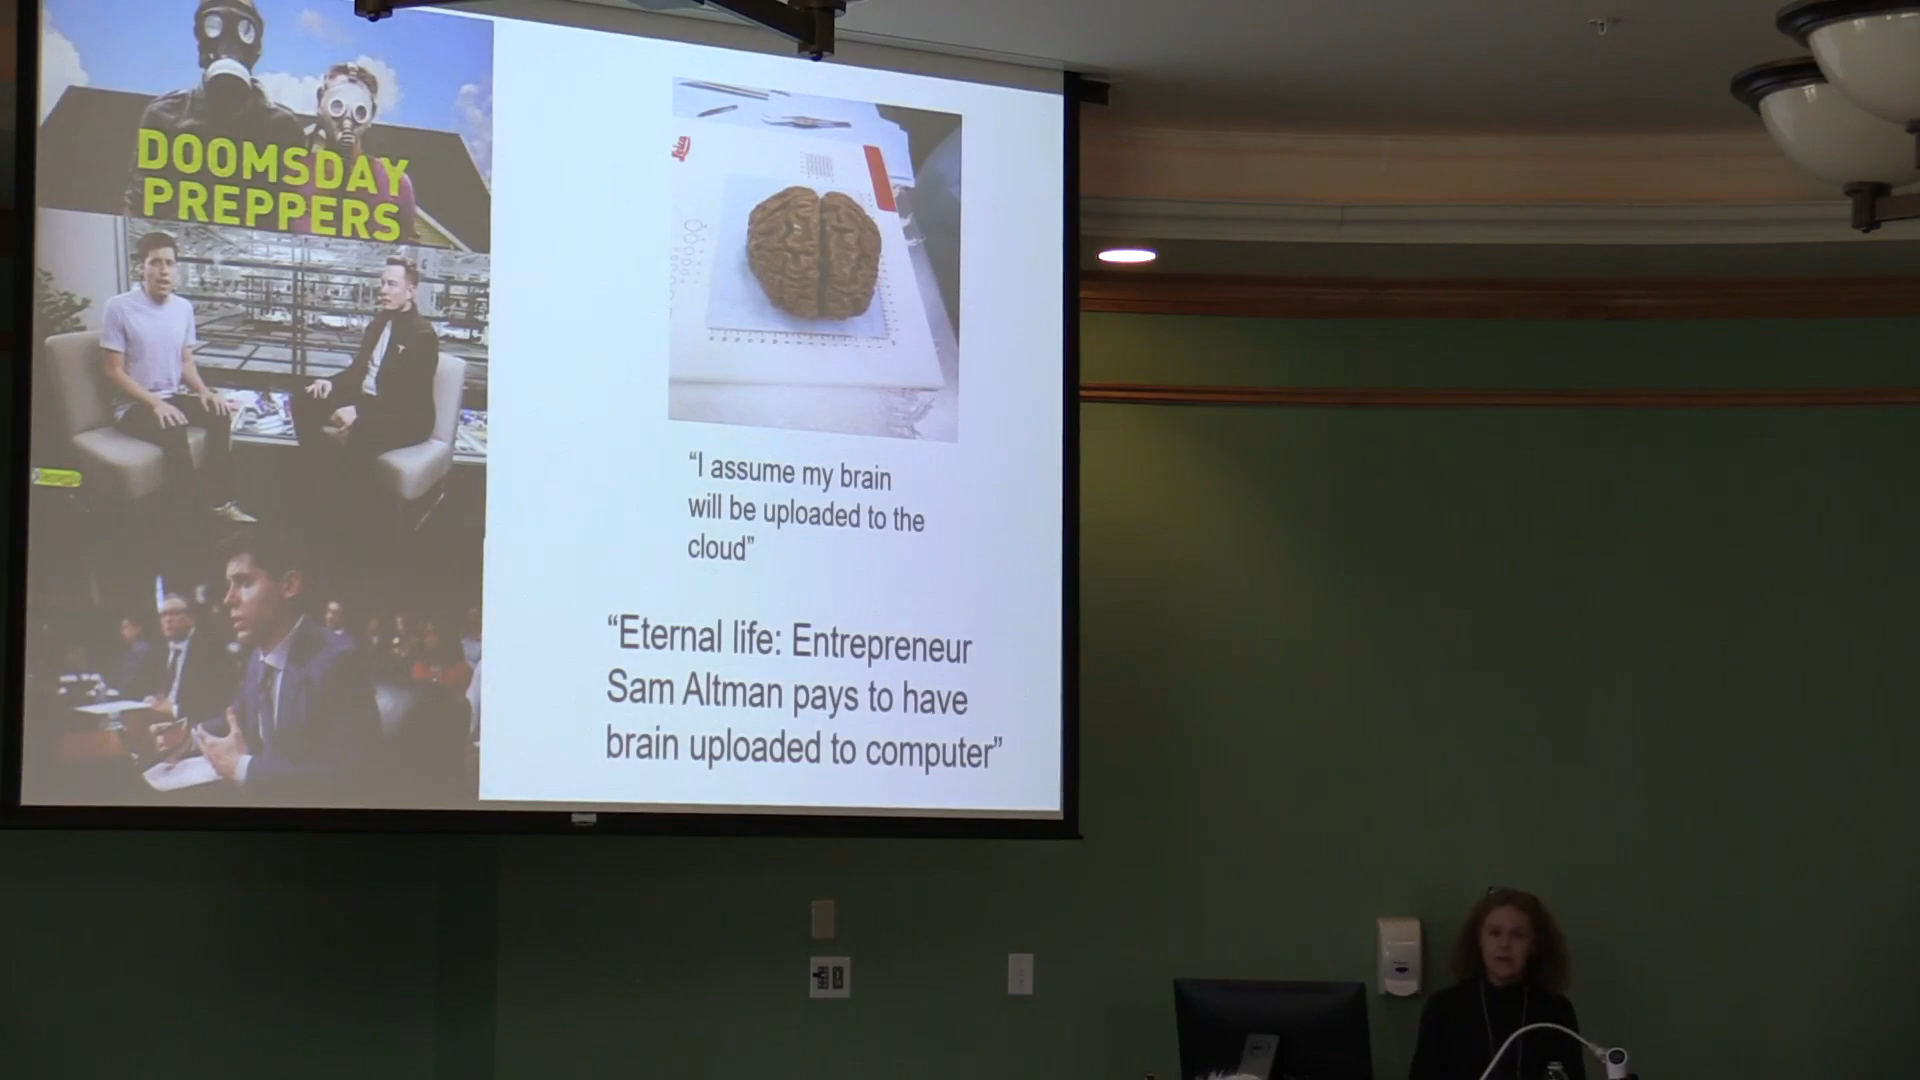 DOOMSDAY
PREPPERS
Leica
“I assume my brain
will be uploaded to the
cloud”
“Eternal life: Entrepreneur
Sam Altman pays to have
brain uploaded to computer”